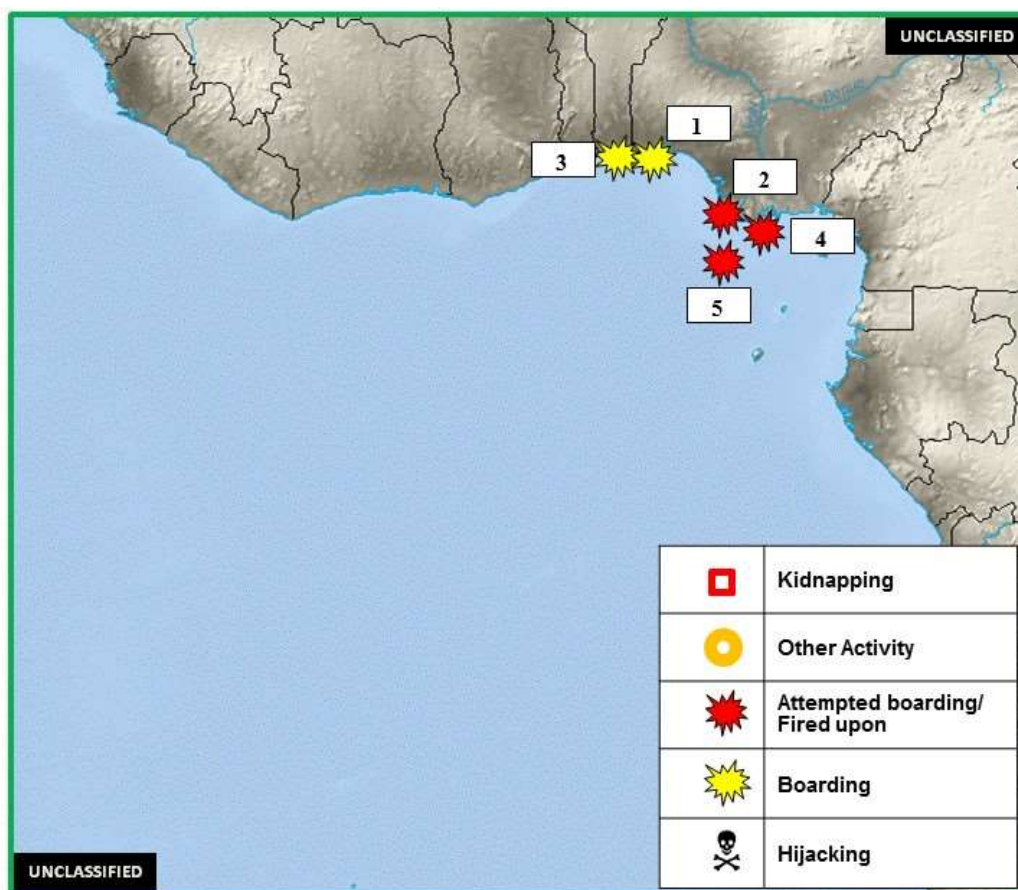 UNCLASSIFIED
1
3
2
4
5
Kidnapping
Other Activity
Attempted boarding/
Fired upon
Boarding
Hijacking
UNCLASSIFIED